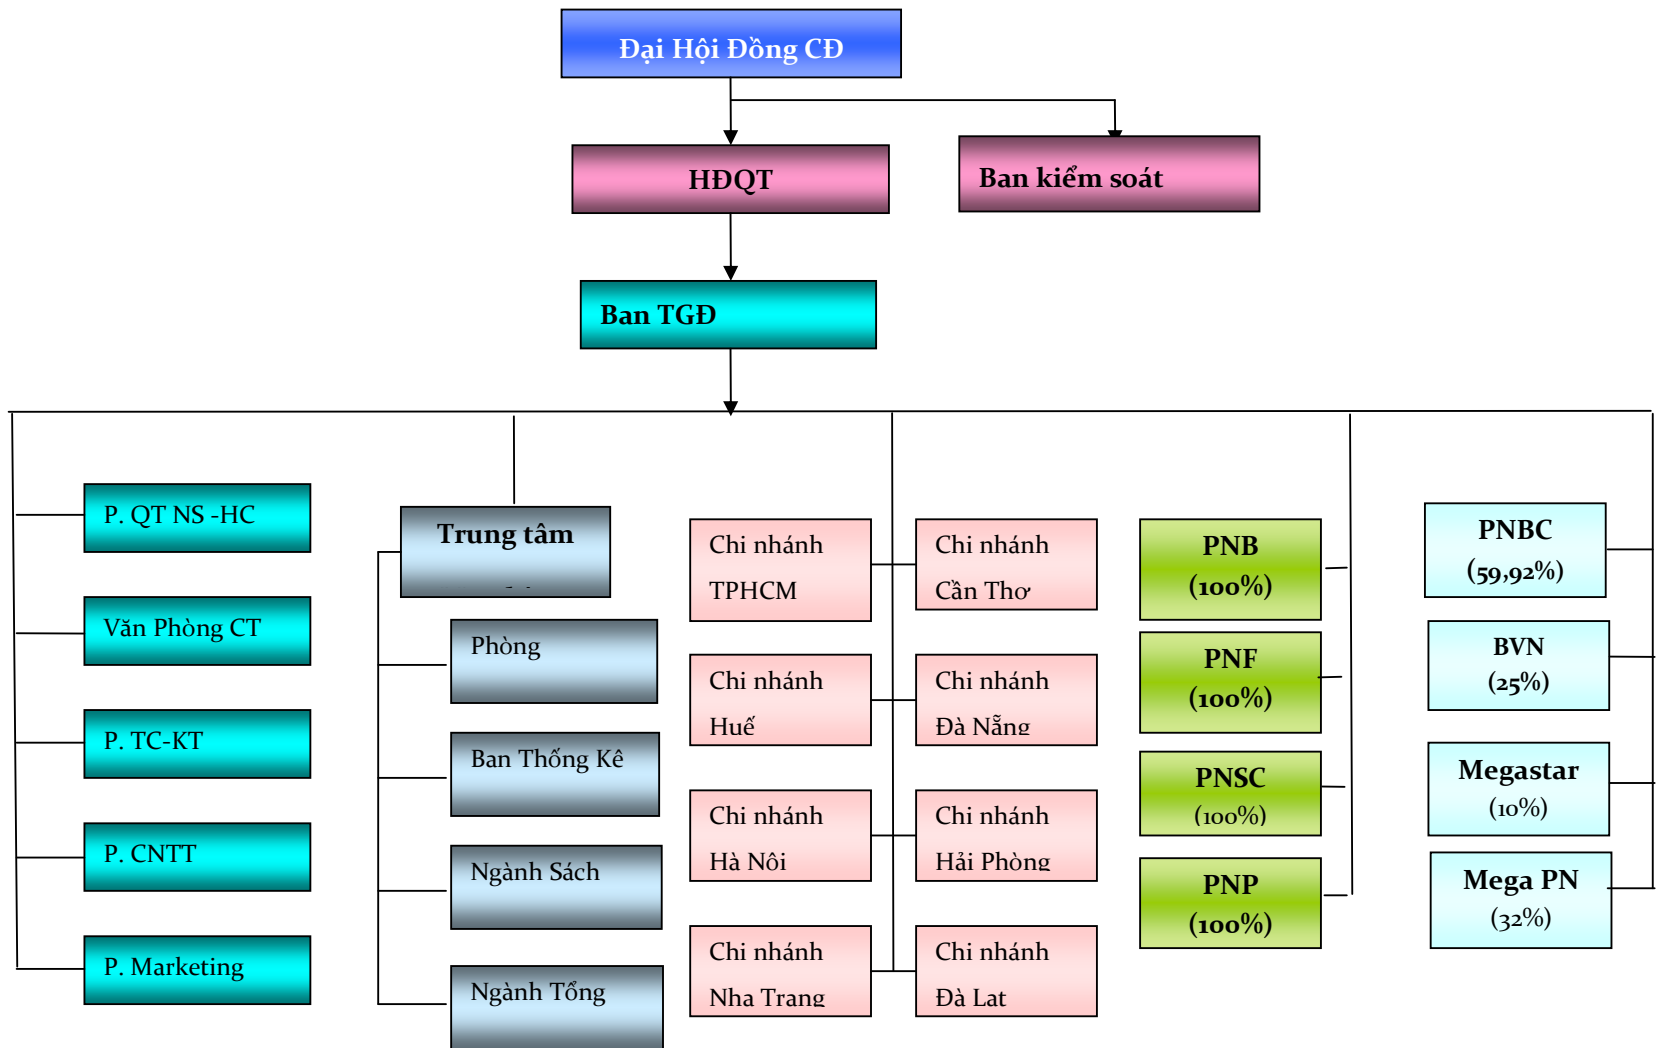 Đại Hội Đồng CĐ
HĐQT
Ban kiểm soát
Ban TGĐ
P. QT NS -HC
Văn Phòng CT
P. TC-KT
P. CNTT
P. Marketing
Trung tâm
Phòng
Ban Thống Kê
Ngành Sách
Ngành Tổng
Chi nhánh
TPHCM
Chi nhánh
Cần Thơ
Chi nhánh
Huế
Chi nhánh
Đà Nẵng
Chi nhánh
Hà Nôi
Chi nhánh
Hải Phòng
Chi nhánh
Nha Trang
Chi nhánh
Đà Lat
PNB
(100%)
PNF
(100%)
PNSC
(100%)
PNP
(100%)
PNBC
(59,92%)
BVN
(25%)
Megastar
(10%)
Mega PN
(32%)